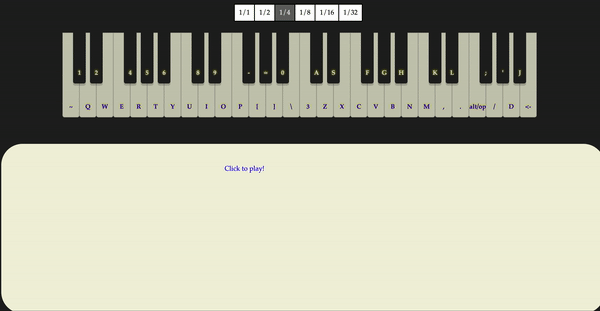 1/1 1/2 1/4 1/8 1/16 1/32
1 2 4 5 6 8 9 - = 0 A S F G H K L ; ' J
~ Q W E R T Y U I O P [ ] \ 3 Z X C V B N M , . alt/op / D <-
Click to play!